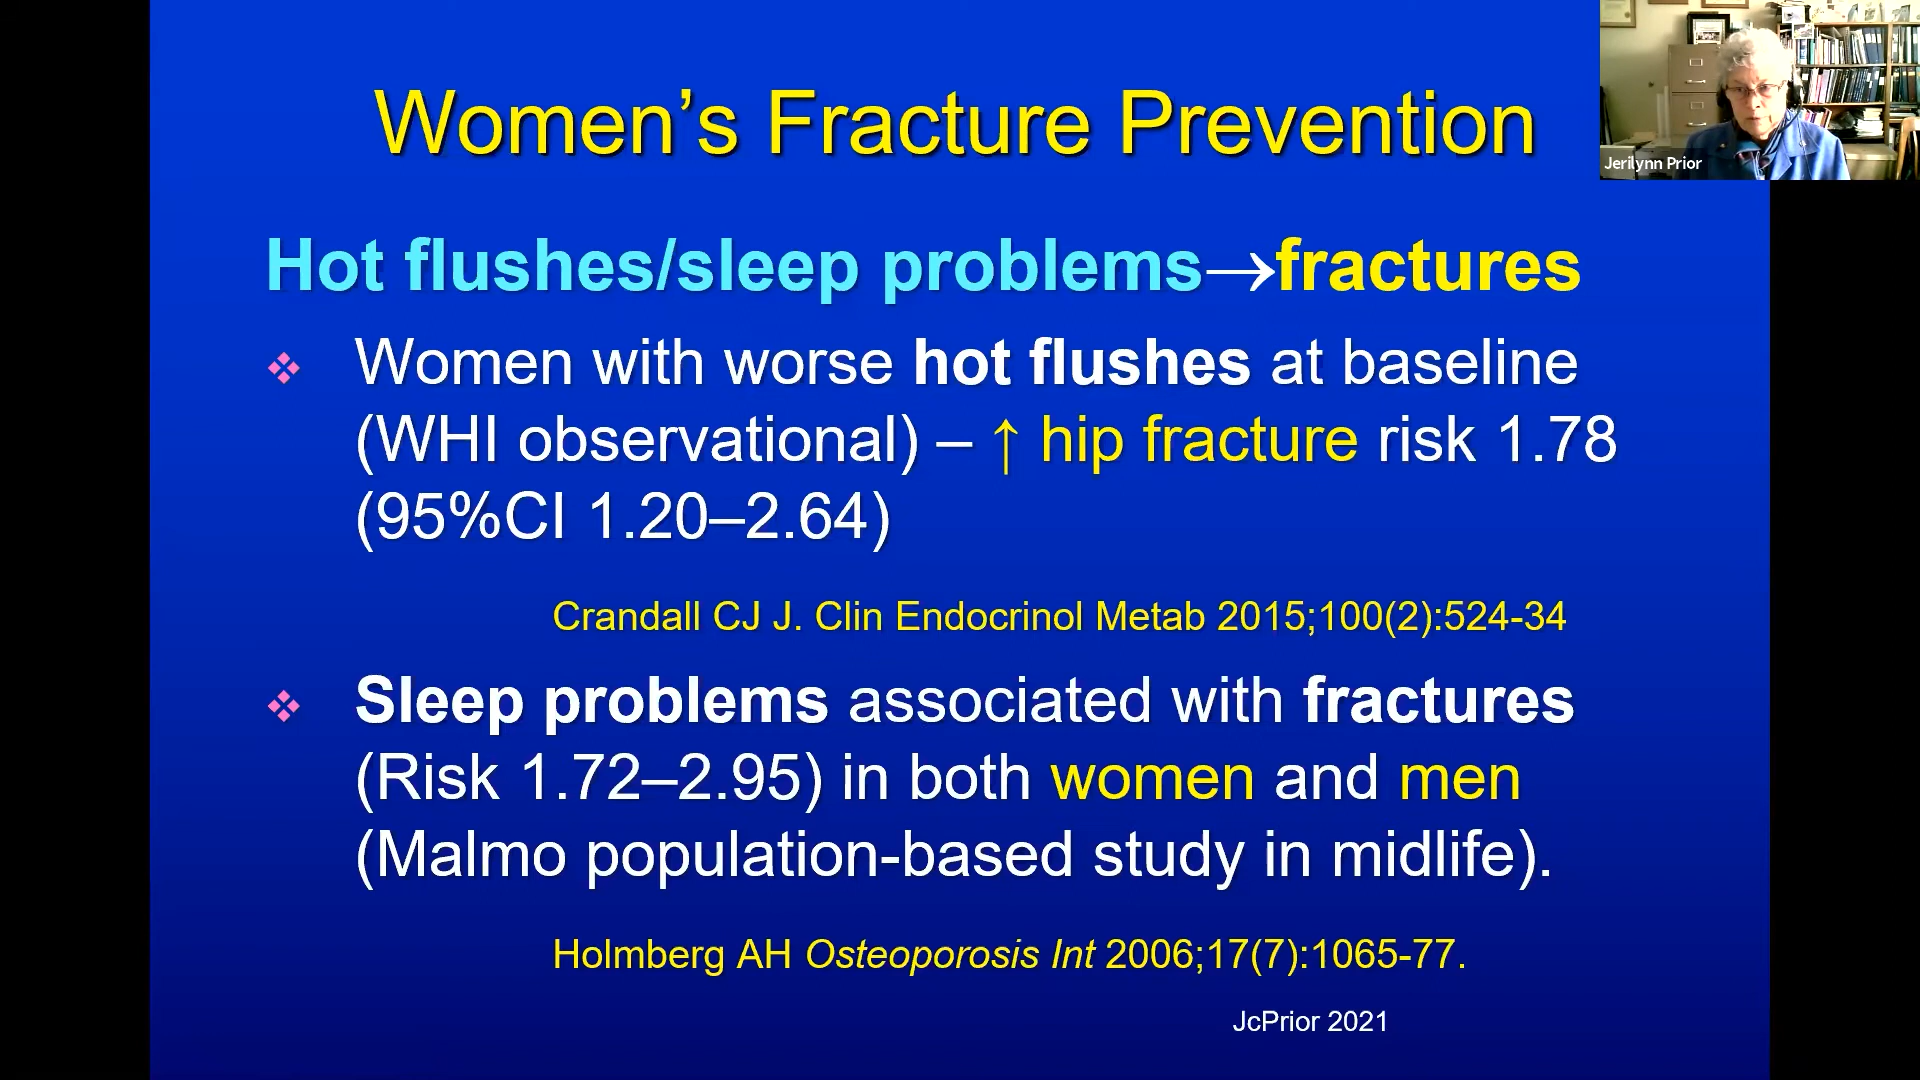 Women's Fracture Prevention
Jerilynn Prior
Hot flushes/sleep problems→fractures
❖ Women with worse hot flushes at baseline
(WHI observational) – ↑ hip fracture risk 1.78
(95%CI 1.20–2.64)
Crandall CJ J. Clin Endocrinol Metab 2015;100(2):524-34
❖ Sleep problems associated with fractures
(Risk 1.72–2.95) in both women and men
(Malmo population-based study in midlife).
Holmberg AH Osteoporosis Int 2006;17(7):1065-77.
JcPrior 2021